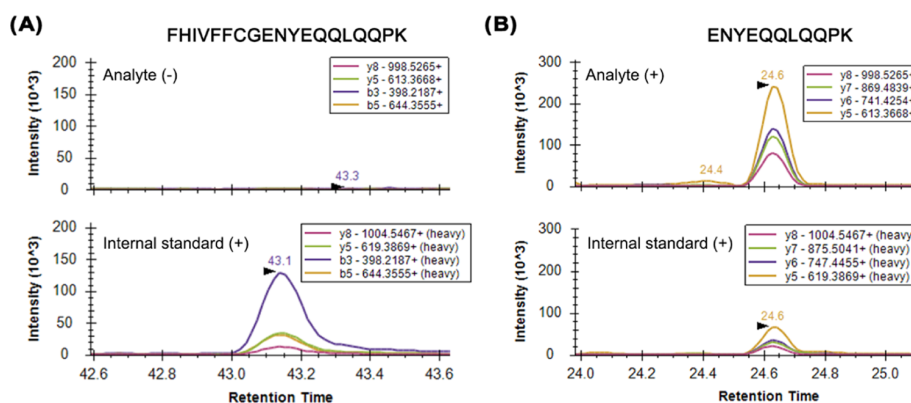 (A)
FHIVFFCGENYEQQLQQPK
Analyte (-)
y8 - 998.5265+
y5 - 613.3668+
b3 - 398.2187+
b5 - 644.3555+
200
150
100
50
0
Intensity (10^3)
43.3
Internal standard (+)
y8 - 1004.5467+ (heavy)
y5 - 619.3869+ (heavy)
b3 - 398.2187+ (heavy)
b5 - 644.3555+ (heavy)
200
150
100
50
0
Intensity (10^3)
43.1
42.6 42.8 43.0 43.2 43.4 43.6
Retention Time
(B)
ENYEQQLQQPK
Analyte (+)
y8 - 998.5265+
y7 - 869.4839+
y6 - 741.4254+
y5 - 613.3668+
300
200
100
0
Intensity (10^3)
24.6
24.4
Internal standard (+)
y8 - 1004.5467+ (heavy)
y7 - 875.5041+ (heavy)
y6 - 747.4455+ (heavy)
y5 - 619.3869+ (heavy)
300
200
100
0
Intensity (10^3)
24.6
24.0 24.2 24.4 24.6 24.8 25.0
Retention Time